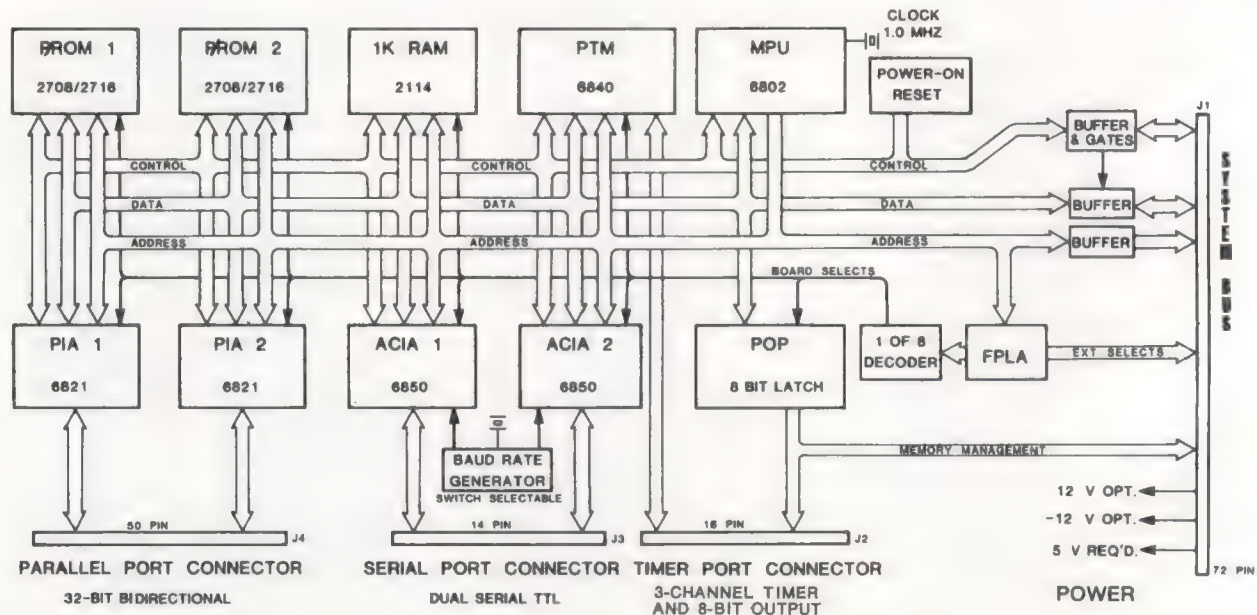 CLOCK
1.0 MHZ
PROM 1
2708/2716
PROM 2
2708/2716
1K RAM
2114
PTM
6840
MPU
6802
POWER-ON
RESET
J1
BUFFER
& GATES
CONTROL
CONTROL
CONTROL
DATA
DATA
DATA
BUFFER
ADDRESS
ADDRESS
ADDRESS
BUFFER
SYSTEM BUS
BOARD SELECTS
PIA 1
6821
PIA 2
6821
ACIA 1
6850
ACIA 2
6850
POP
8 BIT LATCH
1 OF 8
DECODER
FPLA
EXT SELECTS
BAUD RATE
GENERATOR
SWITCH SELECTABLE
MEMORY MANAGEMENT
12 V OPT.
-12 V OPT.
5 V REQ'D.
50 PIN
J4
14 PIN
J3
16 PIN
J2
72 PIN
PARALLEL PORT CONNECTOR
32-BIT BIDIRECTIONAL
SERIAL PORT CONNECTOR
DUAL SERIAL TTL
TIMER PORT CONNECTOR
3-CHANNEL TIMER
AND 8-BIT OUTPUT
POWER